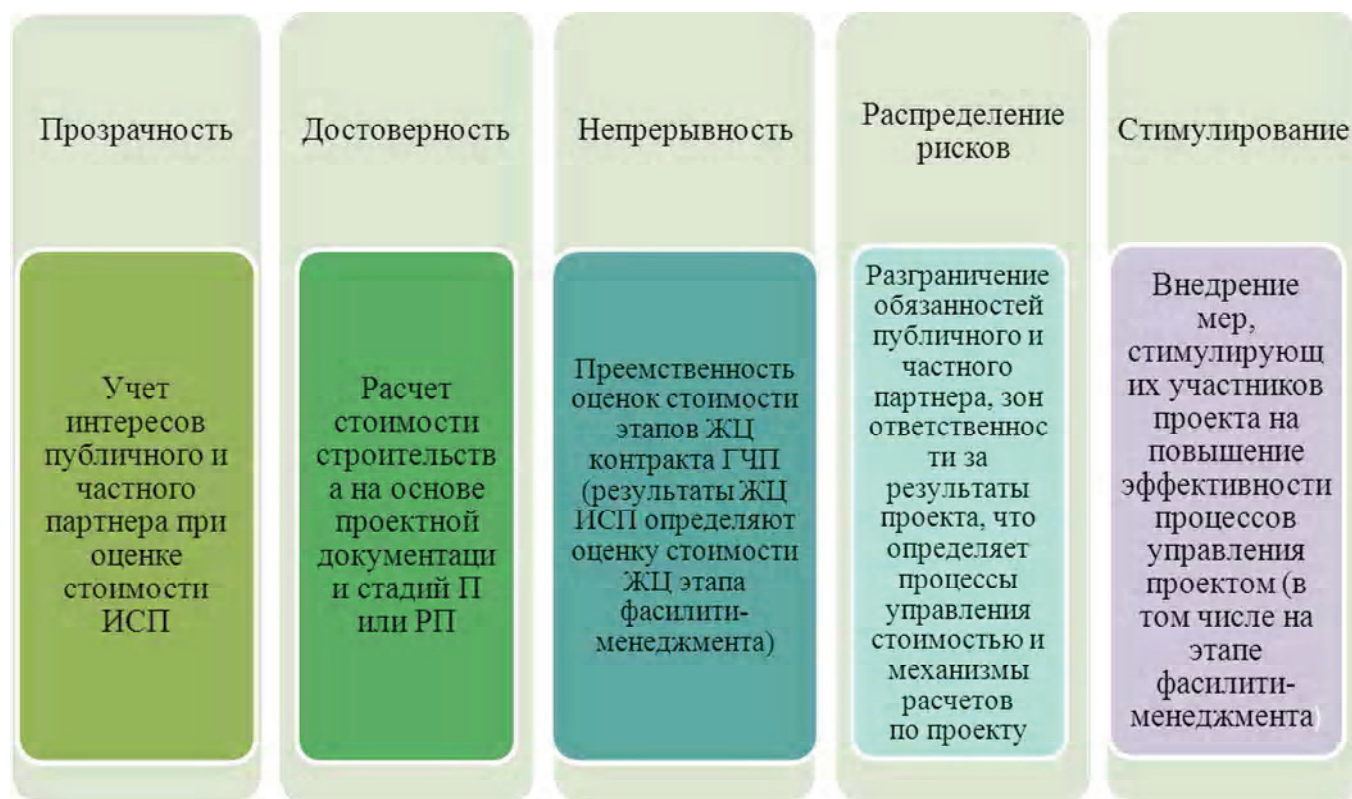 Прозрачность
Учет
интересов
публичного и
частного
партнера при
оценке
стоимости
ИСП
Достоверность
Расчет
стоимости
строительств
а на основе
проектной
документаци
и стадий П
или РП
Непрерывность
Преемственность
оценок стоимости
этапов ЖЦ
контракта ГЧП
(результаты ЖЦ
ИСП определяют
оценку стоимости
ЖЦ этапа
фасилити-
менеджмента)
Распределение
рисков
Разграничение
обязанностей
публичного и
частного
партнера, зон
ответственнос
ти за
результаты
проекта, что
определяет
процессы
управления
стоимостью и
механизмы
расчетов
по проекту
Стимулирование
Внедрение
мер,
стимулирующ
их участников
проекта на
повышение
эффективности
процессов
управления
проектом (в
том числе на
этапе
фасилити-
менеджмента)